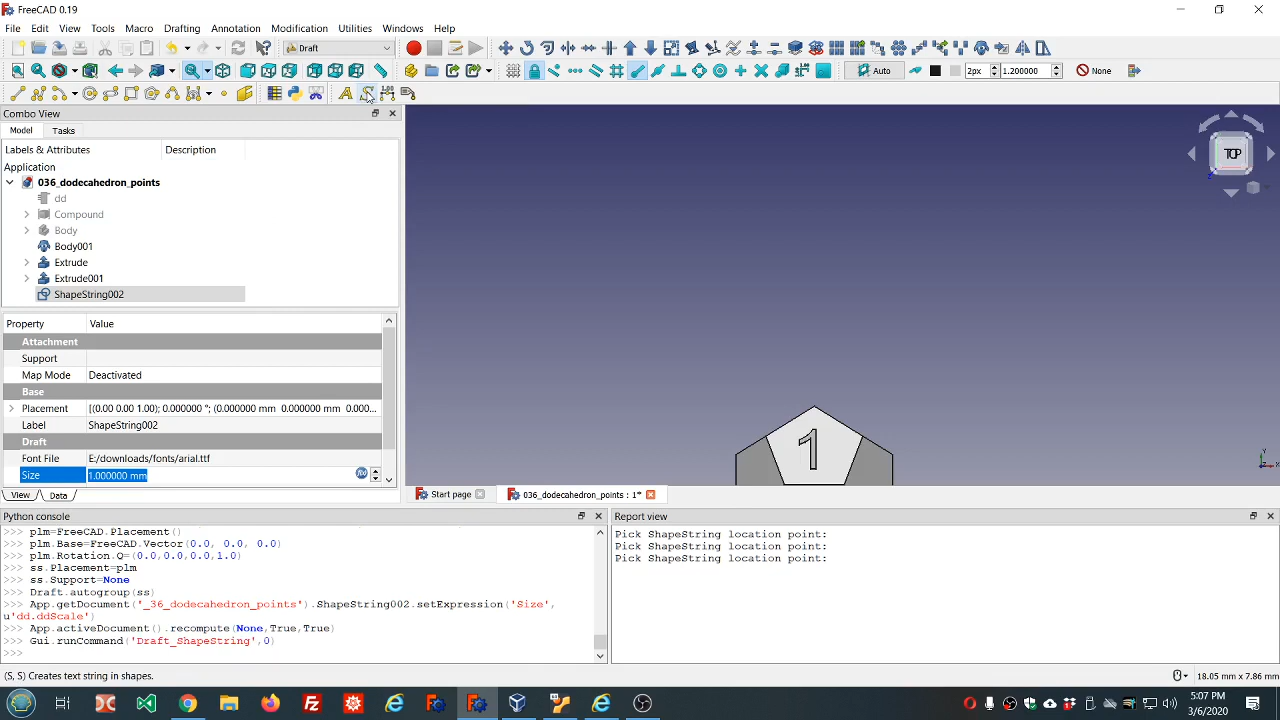 FreeCAD 0.19
File Edit View Tools Macro Drafting Annotation Modification Utilities Windows Help
Draft
Auto 2px 1.200000 None
Combo View
Model Tasks
Labels & Attributes Description
Application
036_dodecahedron_points
dd
Compound
Body
Body001
Extrude
Extrude001
ShapeString002
Property Value
Attachment
Support
Map Mode Deactivated
Base
Placement [(0.00 0.00 1.00); 0.000000 °; (0.000000 mm 0.000000 mm 0.000...
Label ShapeString002
Draft
Font File E:/downloads/fonts/arial.ttf
Size 1.000000 mm
View Data
TOP
1
Start page 036_dodecahedron_points : 1*
Python console
>>> plm=FreeCAD.Placement()
>>> plm.Base=FreeCAD.Vector(0.0, 0.0, 0.0)
>>> plm.Rotation.Q=(0.0,0.0,0.0,1.0)
>>> ss.Placement=plm
>>> ss.Support=None
>>> Draft.autogroup(ss)
>>> App.getDocument('_36_dodecahedron_points').ShapeString002.setExpression('Size',
u'dd.ddScale')
>>> App.activeDocument().recompute(None,True,True)
>>> Gui.runCommand('Draft_ShapeString',0)
>>>
Report view
Pick ShapeString location point:
Pick ShapeString location point:
Pick ShapeString location point:
(S, S) Creates text string in shapes.
18.05 mm x 7.86 mm
5:07 PM
3/6/2020